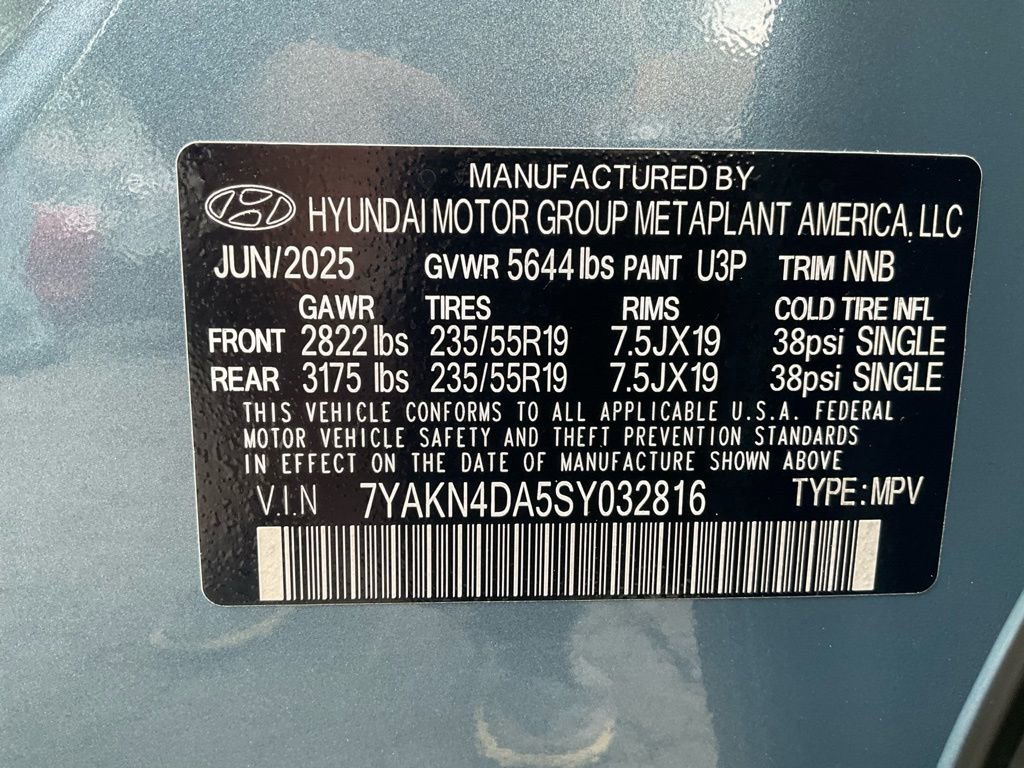 MANUFACTURED BY
HYUNDAI MOTOR GROUP METAPLANT AMERICA, LLC
JUN/2025 GVWR 5644 lbs PAINT U3P TRIM NNB
GAWR TIRES RIMS COLD TIRE INFL
FRONT 2822 lbs 235/55R19 7.5JX19 38psi SINGLE
REAR 3175 lbs 235/55R19 7.5JX19 38psi SINGLE
THIS VEHICLE CONFORMS TO ALL APPLICABLE U.S.A. FEDERAL
MOTOR VEHICLE SAFETY AND THEFT PREVENTION STANDARDS
IN EFFECT ON THE DATE OF MANUFACTURE SHOWN ABOVE
V.I.N 7YAKN4DA5SY032816 TYPE: MPV